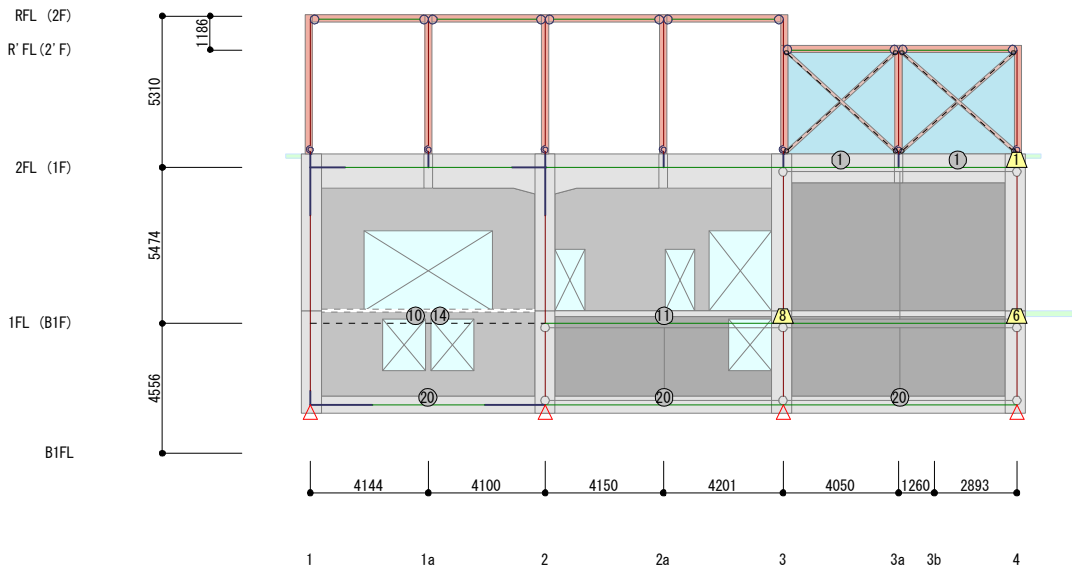 RFL (2F)
1186
R'FL(2'F)
5310
1 1 1
2FL (1F)
5474
10 14 11 8 6
1FL (B1F)
4556
20 20 20
B1FL
4144 4100 4150 4201 4050 1260 2893
1 1a 2 2a 3 3a 3b 4